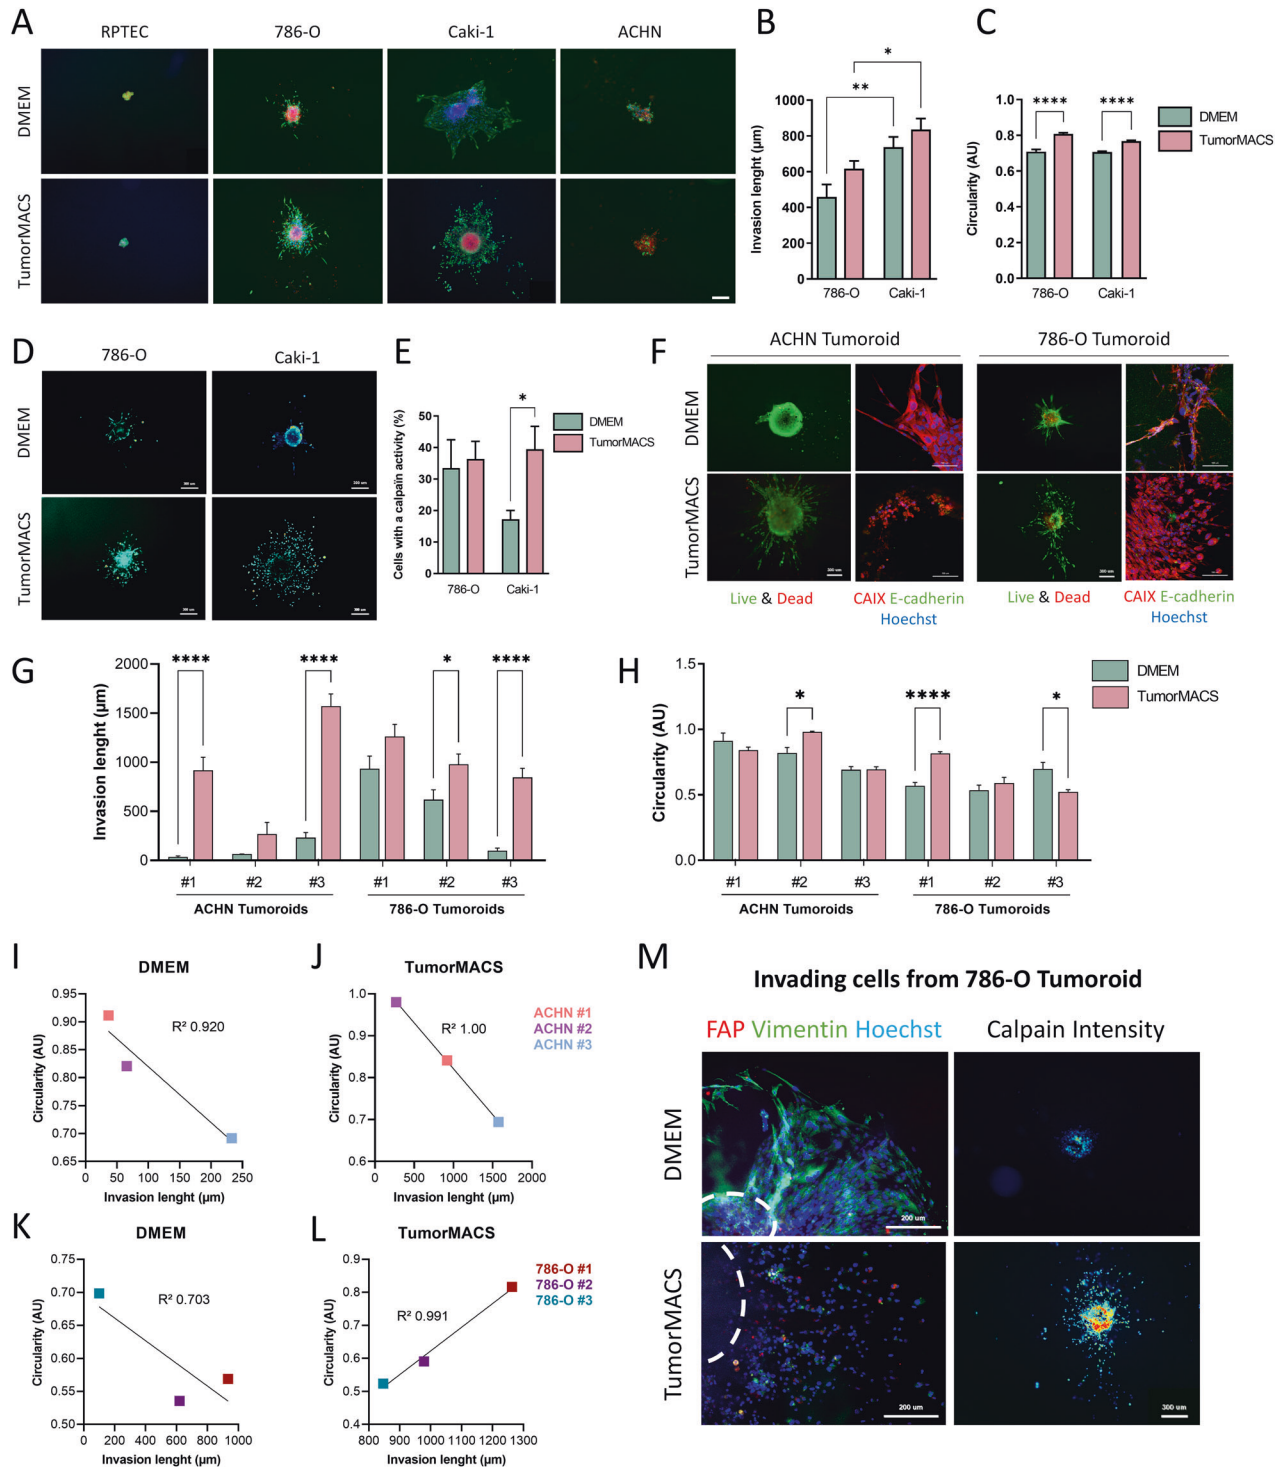 A
RPTEC
786-O
Caki-1
ACHN
DMEM
TumorMACS
B
*
**
1000
800
600
400
200
0
Invasion lenght (µm)
786-O
Caki-1
C
****
****
1.0
0.8
0.6
0.4
0.2
0.0
Circularity (AU)
786-O
Caki-1
DMEM
TumorMACS
D
786-O
Caki-1
DMEM
TumorMACS
E
*
50
40
30
20
10
0
Cells with a calpaïn activity (%)
786-O
Caki-1
DMEM
TumorMACS
F
ACHN Tumoroid
786-O Tumoroid
DMEM
TumorMACS
300 um
300 um
Live & Dead
CAIX E-cadherin
Hoechst
Live & Dead
CAIX E-cadherin
Hoechst
G
****
****
*
****
2000
1500
1000
500
0
Invasion lenght (µm)
#1
#2
#3
#1
#2
#3
ACHN Tumoroids
786-O Tumoroids
H
*
****
*
1.5
1.0
0.5
0.0
Circularity (AU)
#1
#2
#3
#1
#2
#3
ACHN Tumoroids
786-O Tumoroids
DMEM
TumorMACS
I
DMEM
0.95
0.90
0.85
0.80
0.75
0.70
0.65
Circularity (AU)
R² 0.920
0
50
100
150
200
250
Invasion lenght (µm)
J
TumorMACS
1.0
0.9
0.8
0.7
0.6
Circularity (AU)
R² 1.00
0
500
1000
1500
2000
Invasion lenght (µm)
ACHN #1
ACHN #2
ACHN #3
K
DMEM
0.75
0.70
0.65
0.60
0.55
0.50
Circularity (AU)
R² 0.703
0
200
400
600
800
1000
Invasion lenght (µm)
L
TumorMACS
0.9
0.8
0.7
0.6
0.5
0.4
Circularity (AU)
R² 0.991
800
900
1000
1100
1200
1300
Invasion lenght (µm)
786-O #1
786-O #2
786-O #3
M
Invading cells from 786-O Tumoroid
FAP Vimentin Hoechst
Calpain Intensity
DMEM
TumorMACS
200 um
200 um
300 um